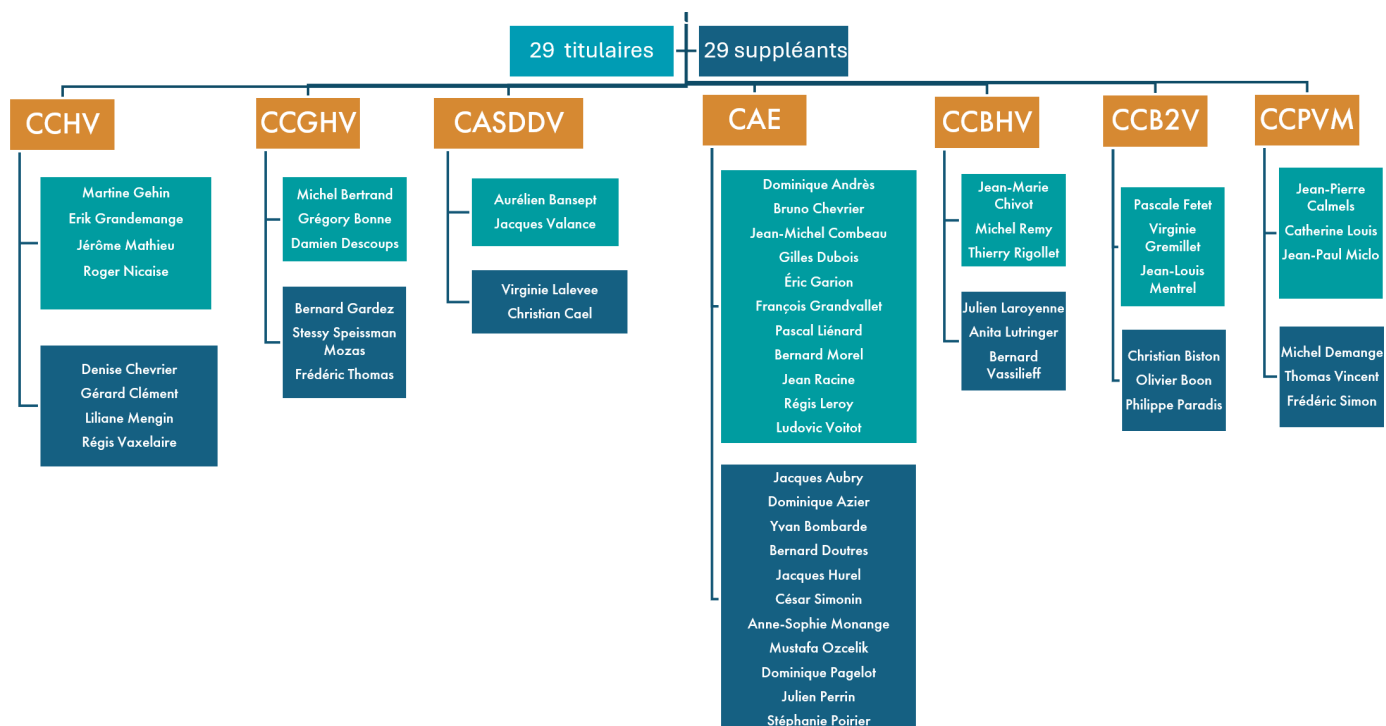 29 titulaires
29 suppléants
CCHV
Martine Gehin
Erik Grandemange
Jérôme Mathieu
Roger Nicaise
Denise Chevrier
Gérard Clément
Liliane Mengin
Régis Vaxelaire
CCGHV
Michel Bertrand
Grégory Bonne
Damien Descoups
Bernard Gardez
Stessy Speissman
Mozas
Frédéric Thomas
CASDDV
Aurélien Bansept
Jacques Valance
Virginie Lalevee
Christian Cael
CAE
Dominique Andrès
Bruno Chevrier
Jean-Michel Combeau
Gilles Dubois
Éric Garion
François Grandvallet
Pascal Liénard
Bernard Morel
Jean Racine
Régis Leroy
Ludovic Voitot
Jacques Aubry
Dominique Azier
Yvan Bombarde
Bernard Doutres
Jacques Hurel
César Simonin
Anne-Sophie Monange
Mustafa Ozcelik
Dominique Pagelot
Julien Perrin
Stéphanie Poirier
CCBHV
Jean-Marie
Chivot
Michel Remy
Thierry Rigollet
Julien Laroyenne
Anita Lutringer
Bernard
Vassilieff
CCB2V
Pascale Fetet
Virginie
Gremillet
Jean-Louis
Mentrel
Christian Biston
Olivier Boon
Philippe Paradis
CCPVM
Jean-Pierre
Calmels
Catherine Louis
Jean-Paul Miclo
Michel Demange
Thomas Vincent
Frédéric Simon